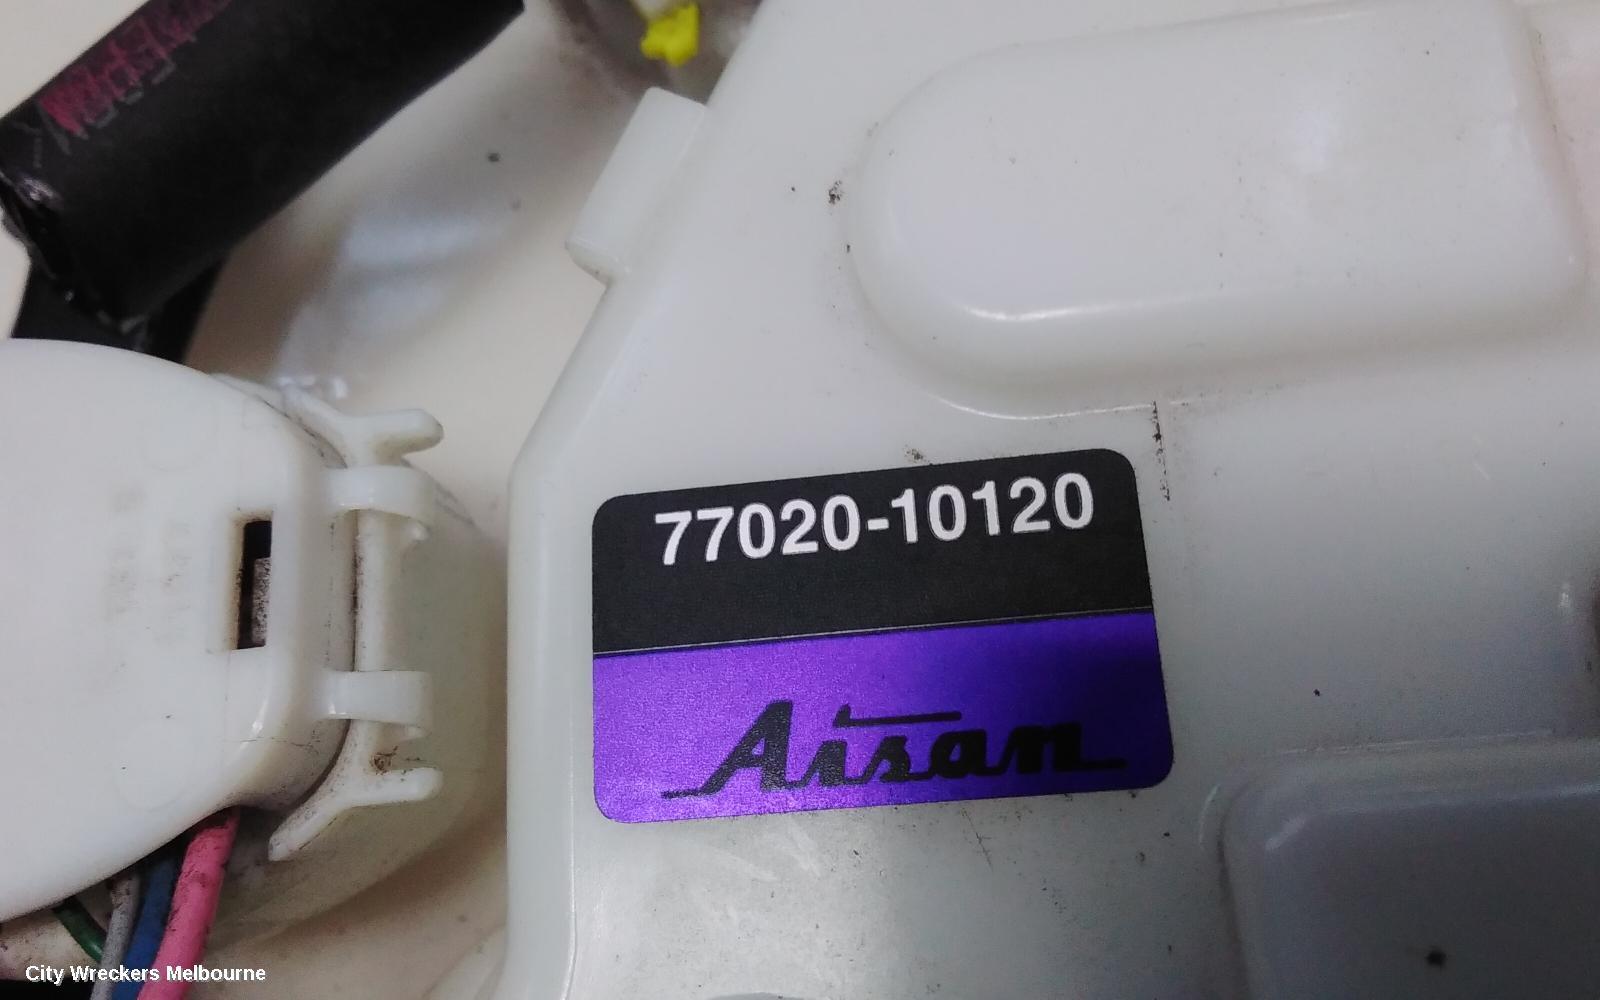 77020-10120
Aisan
City Wreckers Melbourne